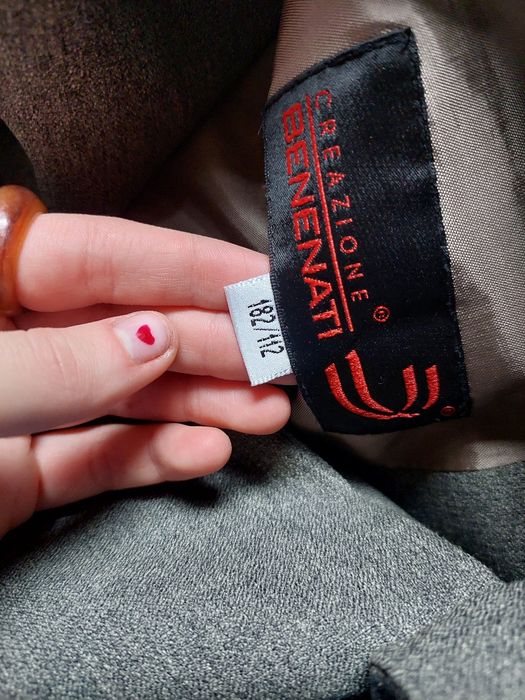 CREAZIONE ©
BENENATI
®
182/112